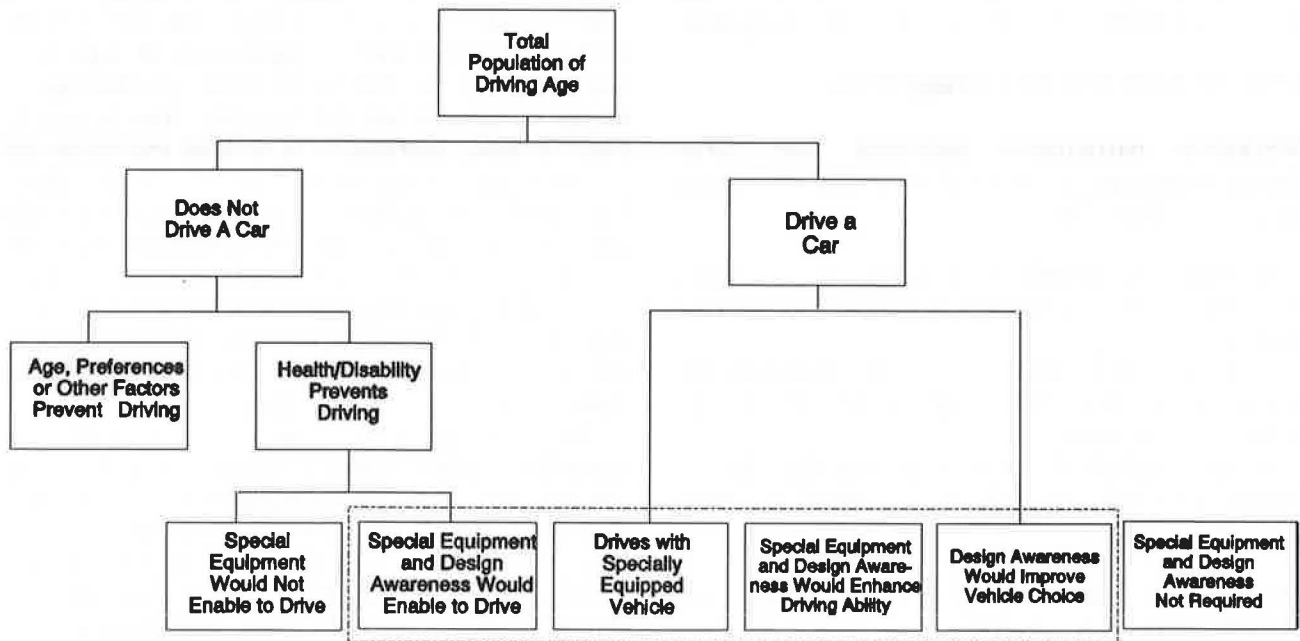 Total
Population of
Driving Age
Does Not
Drive A Car
Drive a
Car
Age, Preferences
or Other Factors
Prevent Driving
Health/Disability
Prevents
Driving
Special
Equipment
Would Not
Enable to Drive
Special Equipment
and Design
Awareness Would
Enable to Drive
Drives with
Specially
Equipped
Vehicle
Special Equipment
and Design Aware-
ness Would Enhance
Driving Ability
Design Awareness
Would Improve
Vehicle Choice
Special Equipment
and Design
Awareness
Not Required